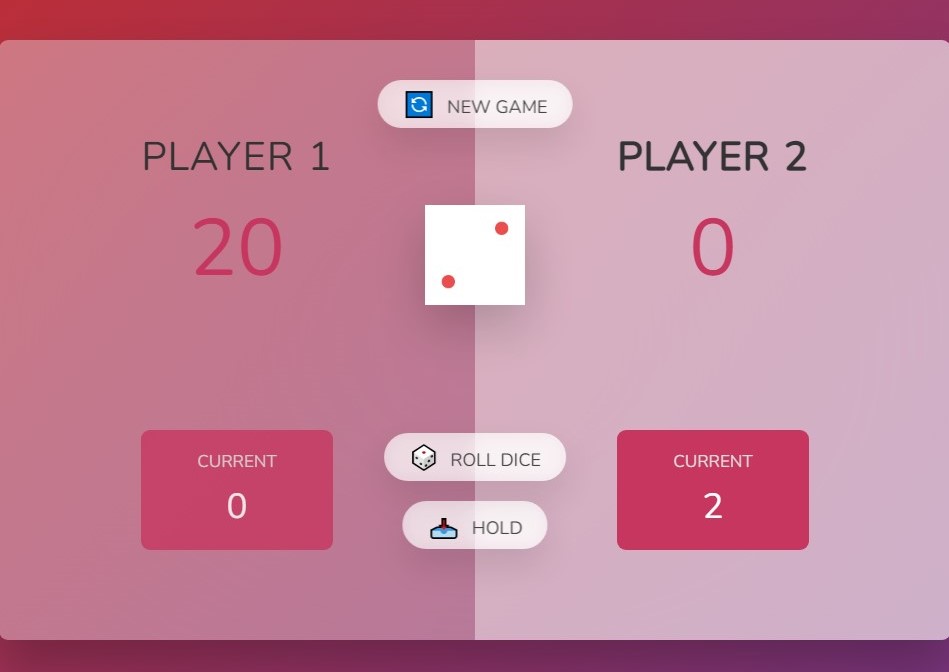 NEW GAME
PLAYER 1
20
PLAYER 2
0
CURRENT
0
ROLL DICE
HOLD
CURRENT
2